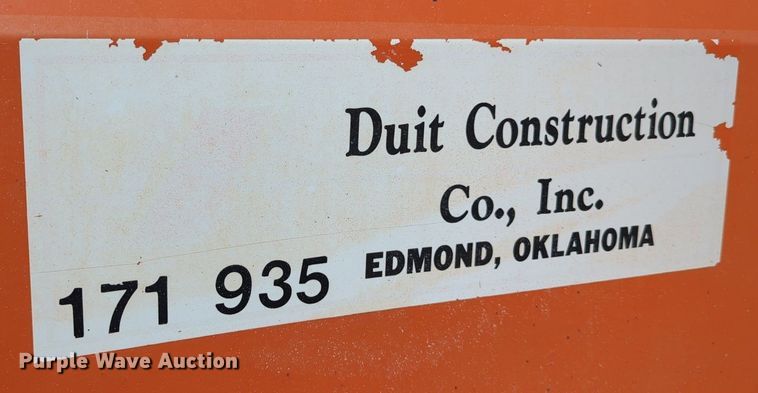 Duit Construction
Co., Inc.
EDMOND, OKLAHOMA
171 935
Purple Wave Auction